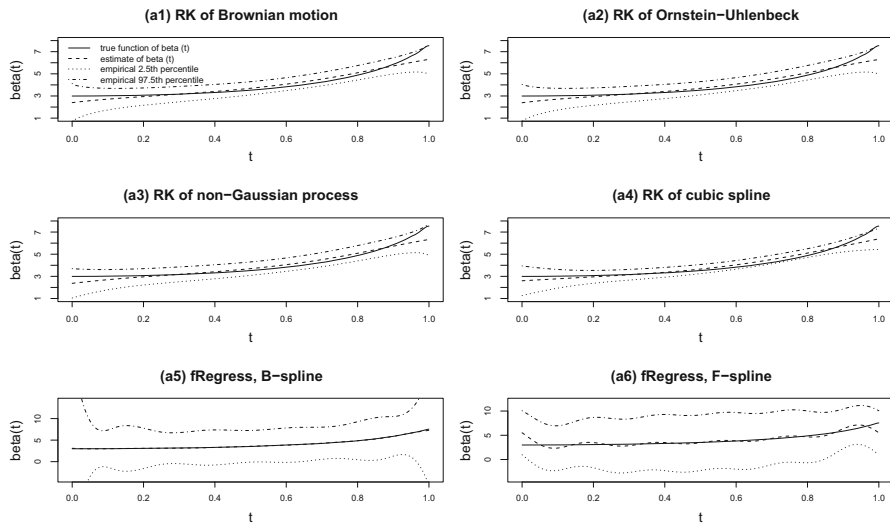 (a1) RK of Brownian motion
true function of beta (t)
estimate of beta (t)
empirical 2.5th percentile
empirical 97.5th percentile
beta(t)
1 3 5 7
0.0 0.2 0.4 0.6 0.8 1.0
t
(a2) RK of Ornstein−Uhlenbeck
beta(t)
1 3 5 7
0.0 0.2 0.4 0.6 0.8 1.0
t
(a3) RK of non−Gaussian process
beta(t)
1 3 5 7
0.0 0.2 0.4 0.6 0.8 1.0
t
(a4) RK of cubic spline
beta(t)
1 3 5 7
0.0 0.2 0.4 0.6 0.8 1.0
t
(a5) fRegress, B−spline
beta(t)
0 5 10
0.0 0.2 0.4 0.6 0.8 1.0
t
(a6) fRegress, F−spline
beta(t)
0 5 10
0.0 0.2 0.4 0.6 0.8 1.0
t